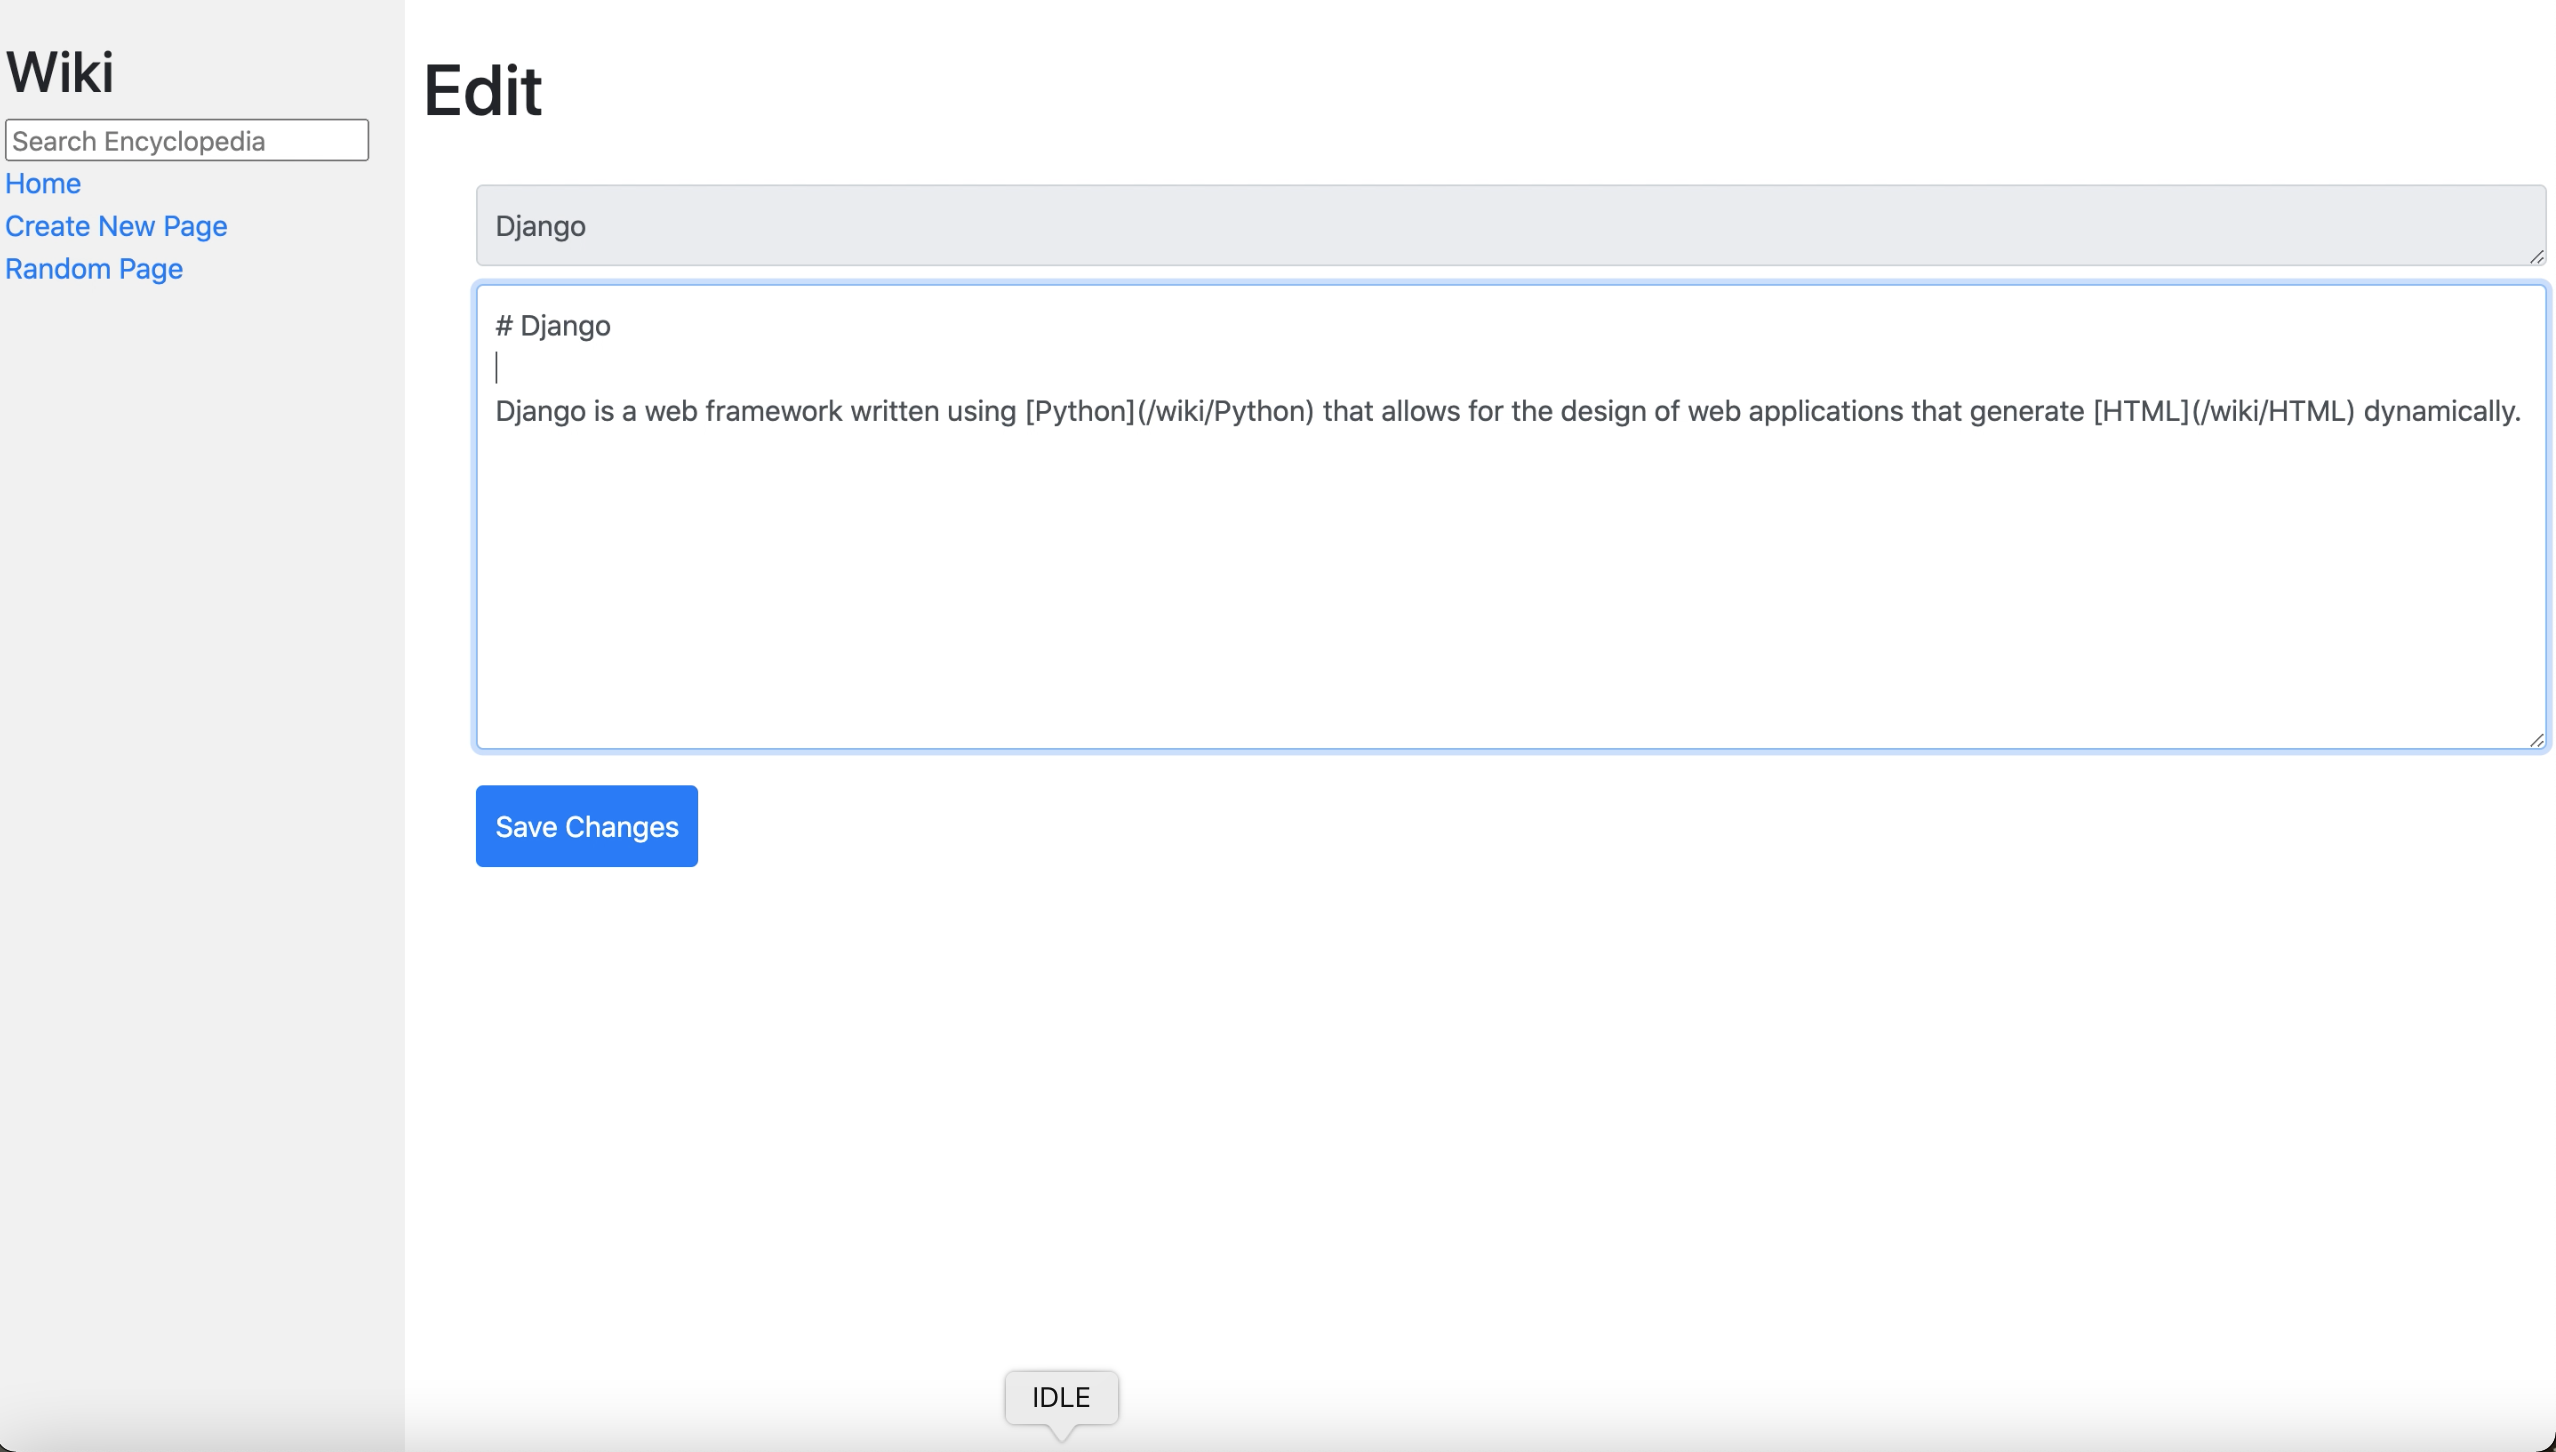 Wiki
Search Encyclopedia
Home
Create New Page
Random Page
Edit
Django
# Django
Django is a web framework written using [Python](/wiki/Python) that allows for the design of web applications that generate [HTML](/wiki/HTML) dynamically.
Save Changes
IDLE